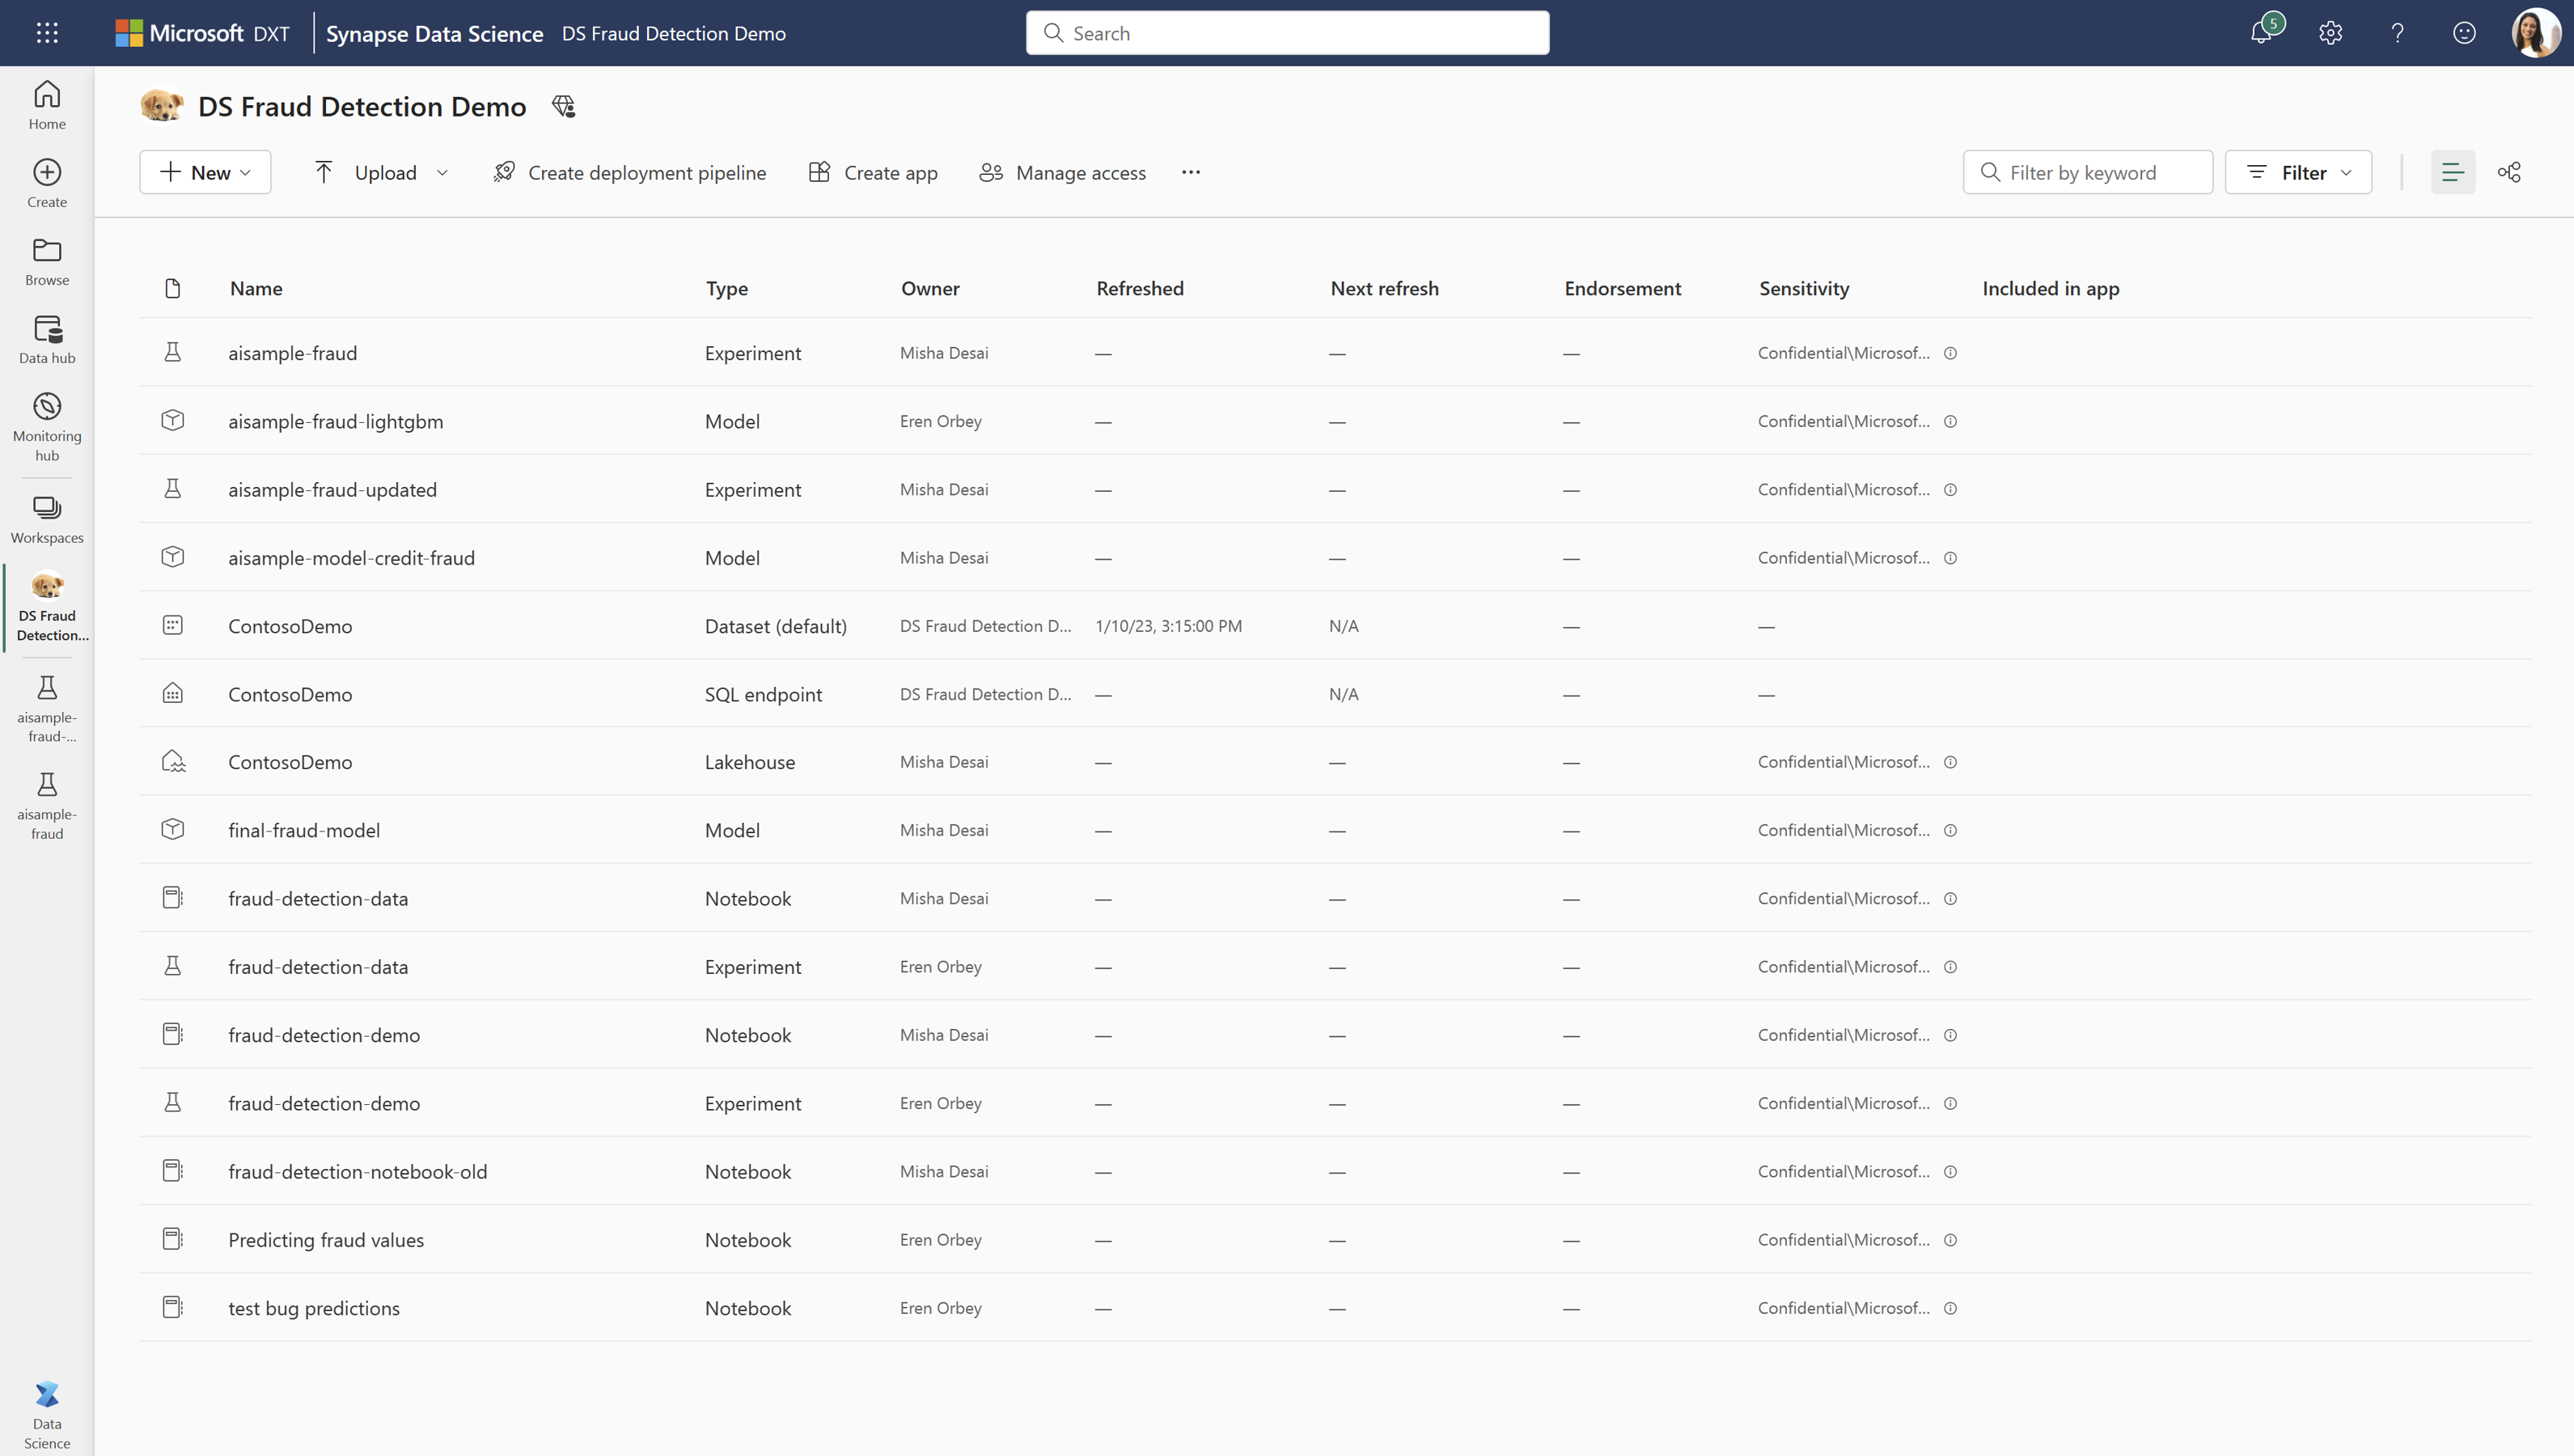 Microsoft DXT Synapse Data Science DS Fraud Detection Demo Search 5
Home
Create
Browse
Data hub
Monitoring
hub
Workspaces
DS Fraud
Detection...
aisample-
fraud-...
aisample-
fraud
Data
Science
DS Fraud Detection Demo
New Upload Create deployment pipeline Create app Manage access ... Filter by keyword Filter
Name Type Owner Refreshed Next refresh Endorsement Sensitivity Included in app
aisample-fraud Experiment Misha Desai — — — Confidential\Microsof...
aisample-fraud-lightgbm Model Eren Orbey — — — Confidential\Microsof...
aisample-fraud-updated Experiment Misha Desai — — — Confidential\Microsof...
aisample-model-credit-fraud Model Misha Desai — — — Confidential\Microsof...
ContosoDemo Dataset (default) DS Fraud Detection D... 1/10/23, 3:15:00 PM N/A — —
ContosoDemo SQL endpoint DS Fraud Detection D... — N/A — —
ContosoDemo Lakehouse Misha Desai — — — Confidential\Microsof...
final-fraud-model Model Misha Desai — — — Confidential\Microsof...
fraud-detection-data Notebook Misha Desai — — — Confidential\Microsof...
fraud-detection-data Experiment Eren Orbey — — — Confidential\Microsof...
fraud-detection-demo Notebook Misha Desai — — — Confidential\Microsof...
fraud-detection-demo Experiment Eren Orbey — — — Confidential\Microsof...
fraud-detection-notebook-old Notebook Misha Desai — — — Confidential\Microsof...
Predicting fraud values Notebook Eren Orbey — — — Confidential\Microsof...
test bug predictions Notebook Eren Orbey — — — Confidential\Microsof...